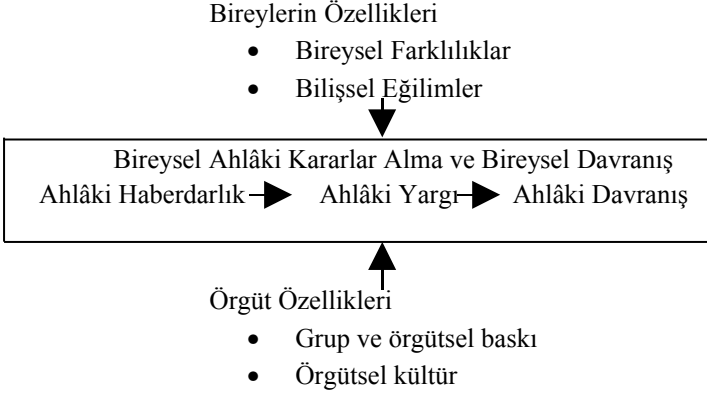 Bireylerin Özellikleri
• Bireysel Farklılıklar
• Bilişsel Eğilimler
Bireysel Ahlâki Kararlar Alma ve Bireysel Davranış
Ahlâki Haberdarlık Ahlâki Yargı Ahlâki Davranış
Örgüt Özellikleri
• Grup ve örgütsel baskı
• Örgütsel kültür